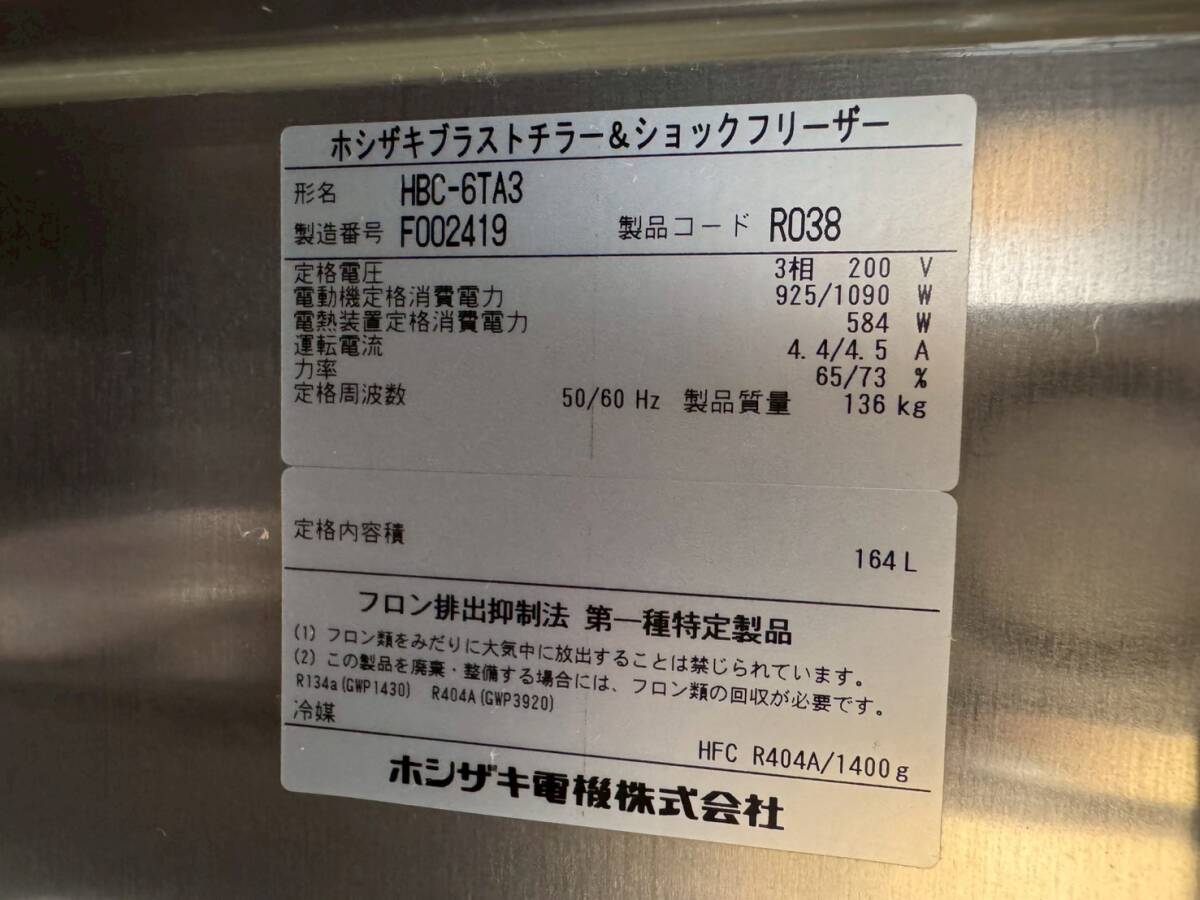 ホシザキブラストチラー&ショックフリーザー
形名 HBC-6TA3
製造番号 F002419 製品コード R038
定格電圧 3相 200 V
電動機定格消費電力 925/1090 W
電熱装置定格消費電力 584 W
運転電流 4.4/4.5 A
力率 65/73 %
定格周波数 50/60 Hz 製品質量 136 kg
定格内容積 164 L
フロン排出抑制法 第一種特定製品
(1) フロン類をみだりに大気中に放出することは禁じられています。
(2) この製品を廃棄・整備する場合には、フロン類の回収が必要です。
R134a(GWP1430) R404A(GWP3920)
冷媒 HFC R404A/1400g
ホシザキ電機株式会社